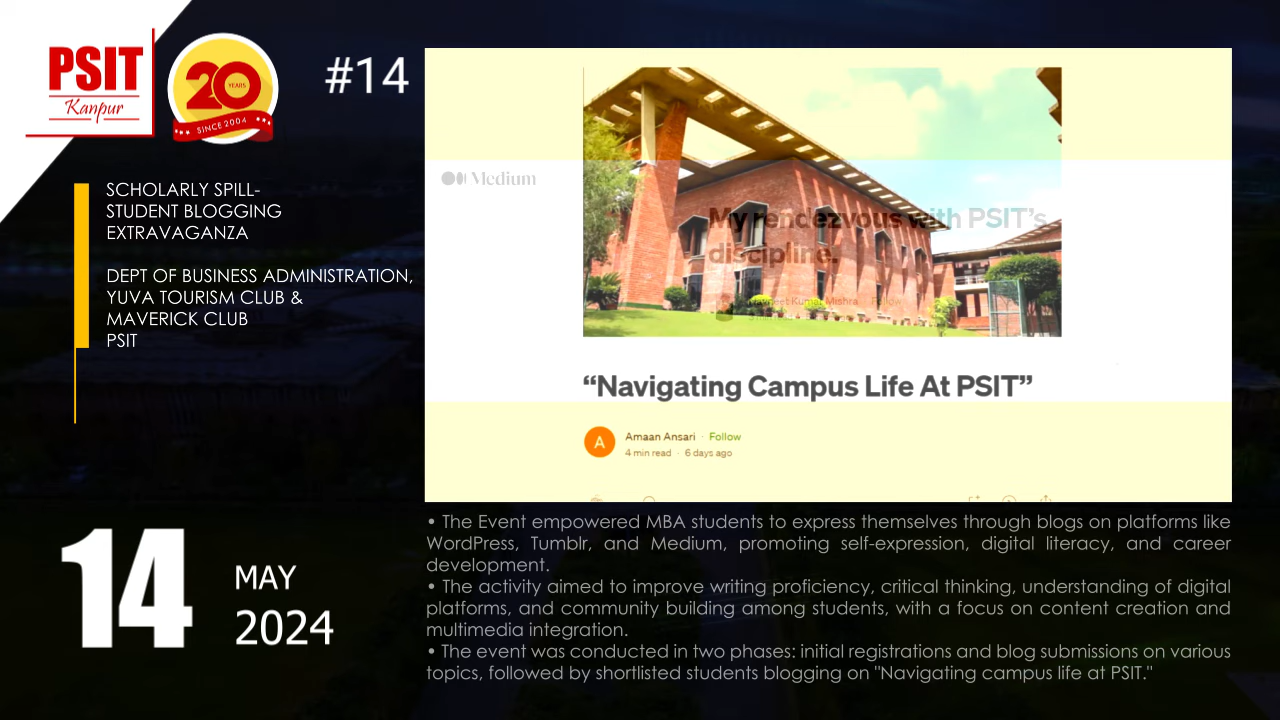 PSIT
Kanpur
20
YEARS
SINCE 2004
#14
SCHOLARLY SPILL-
STUDENT BLOGGING
EXTRAVAGANZA
DEPT OF BUSINESS ADMINISTRATION,
YUVA TOURISM CLUB &
MAVERICK CLUB
PSIT
14
MAY
2024
Medium
My rendezvous with PSIT’s
discipline.
Navneet Kumar Mishra · Follow
“Navigating Campus Life At PSIT”
A
Amaan Ansari · Follow
4 min read · 6 days ago
• The Event empowered MBA students to express themselves through blogs on platforms like
WordPress, Tumblr, and Medium, promoting self-expression, digital literacy, and career
development.
• The activity aimed to improve writing proficiency, critical thinking, understanding of digital
platforms, and community building among students, with a focus on content creation and
multimedia integration.
• The event was conducted in two phases: initial registrations and blog submissions on various
topics, followed by shortlisted students blogging on "Navigating campus life at PSIT."